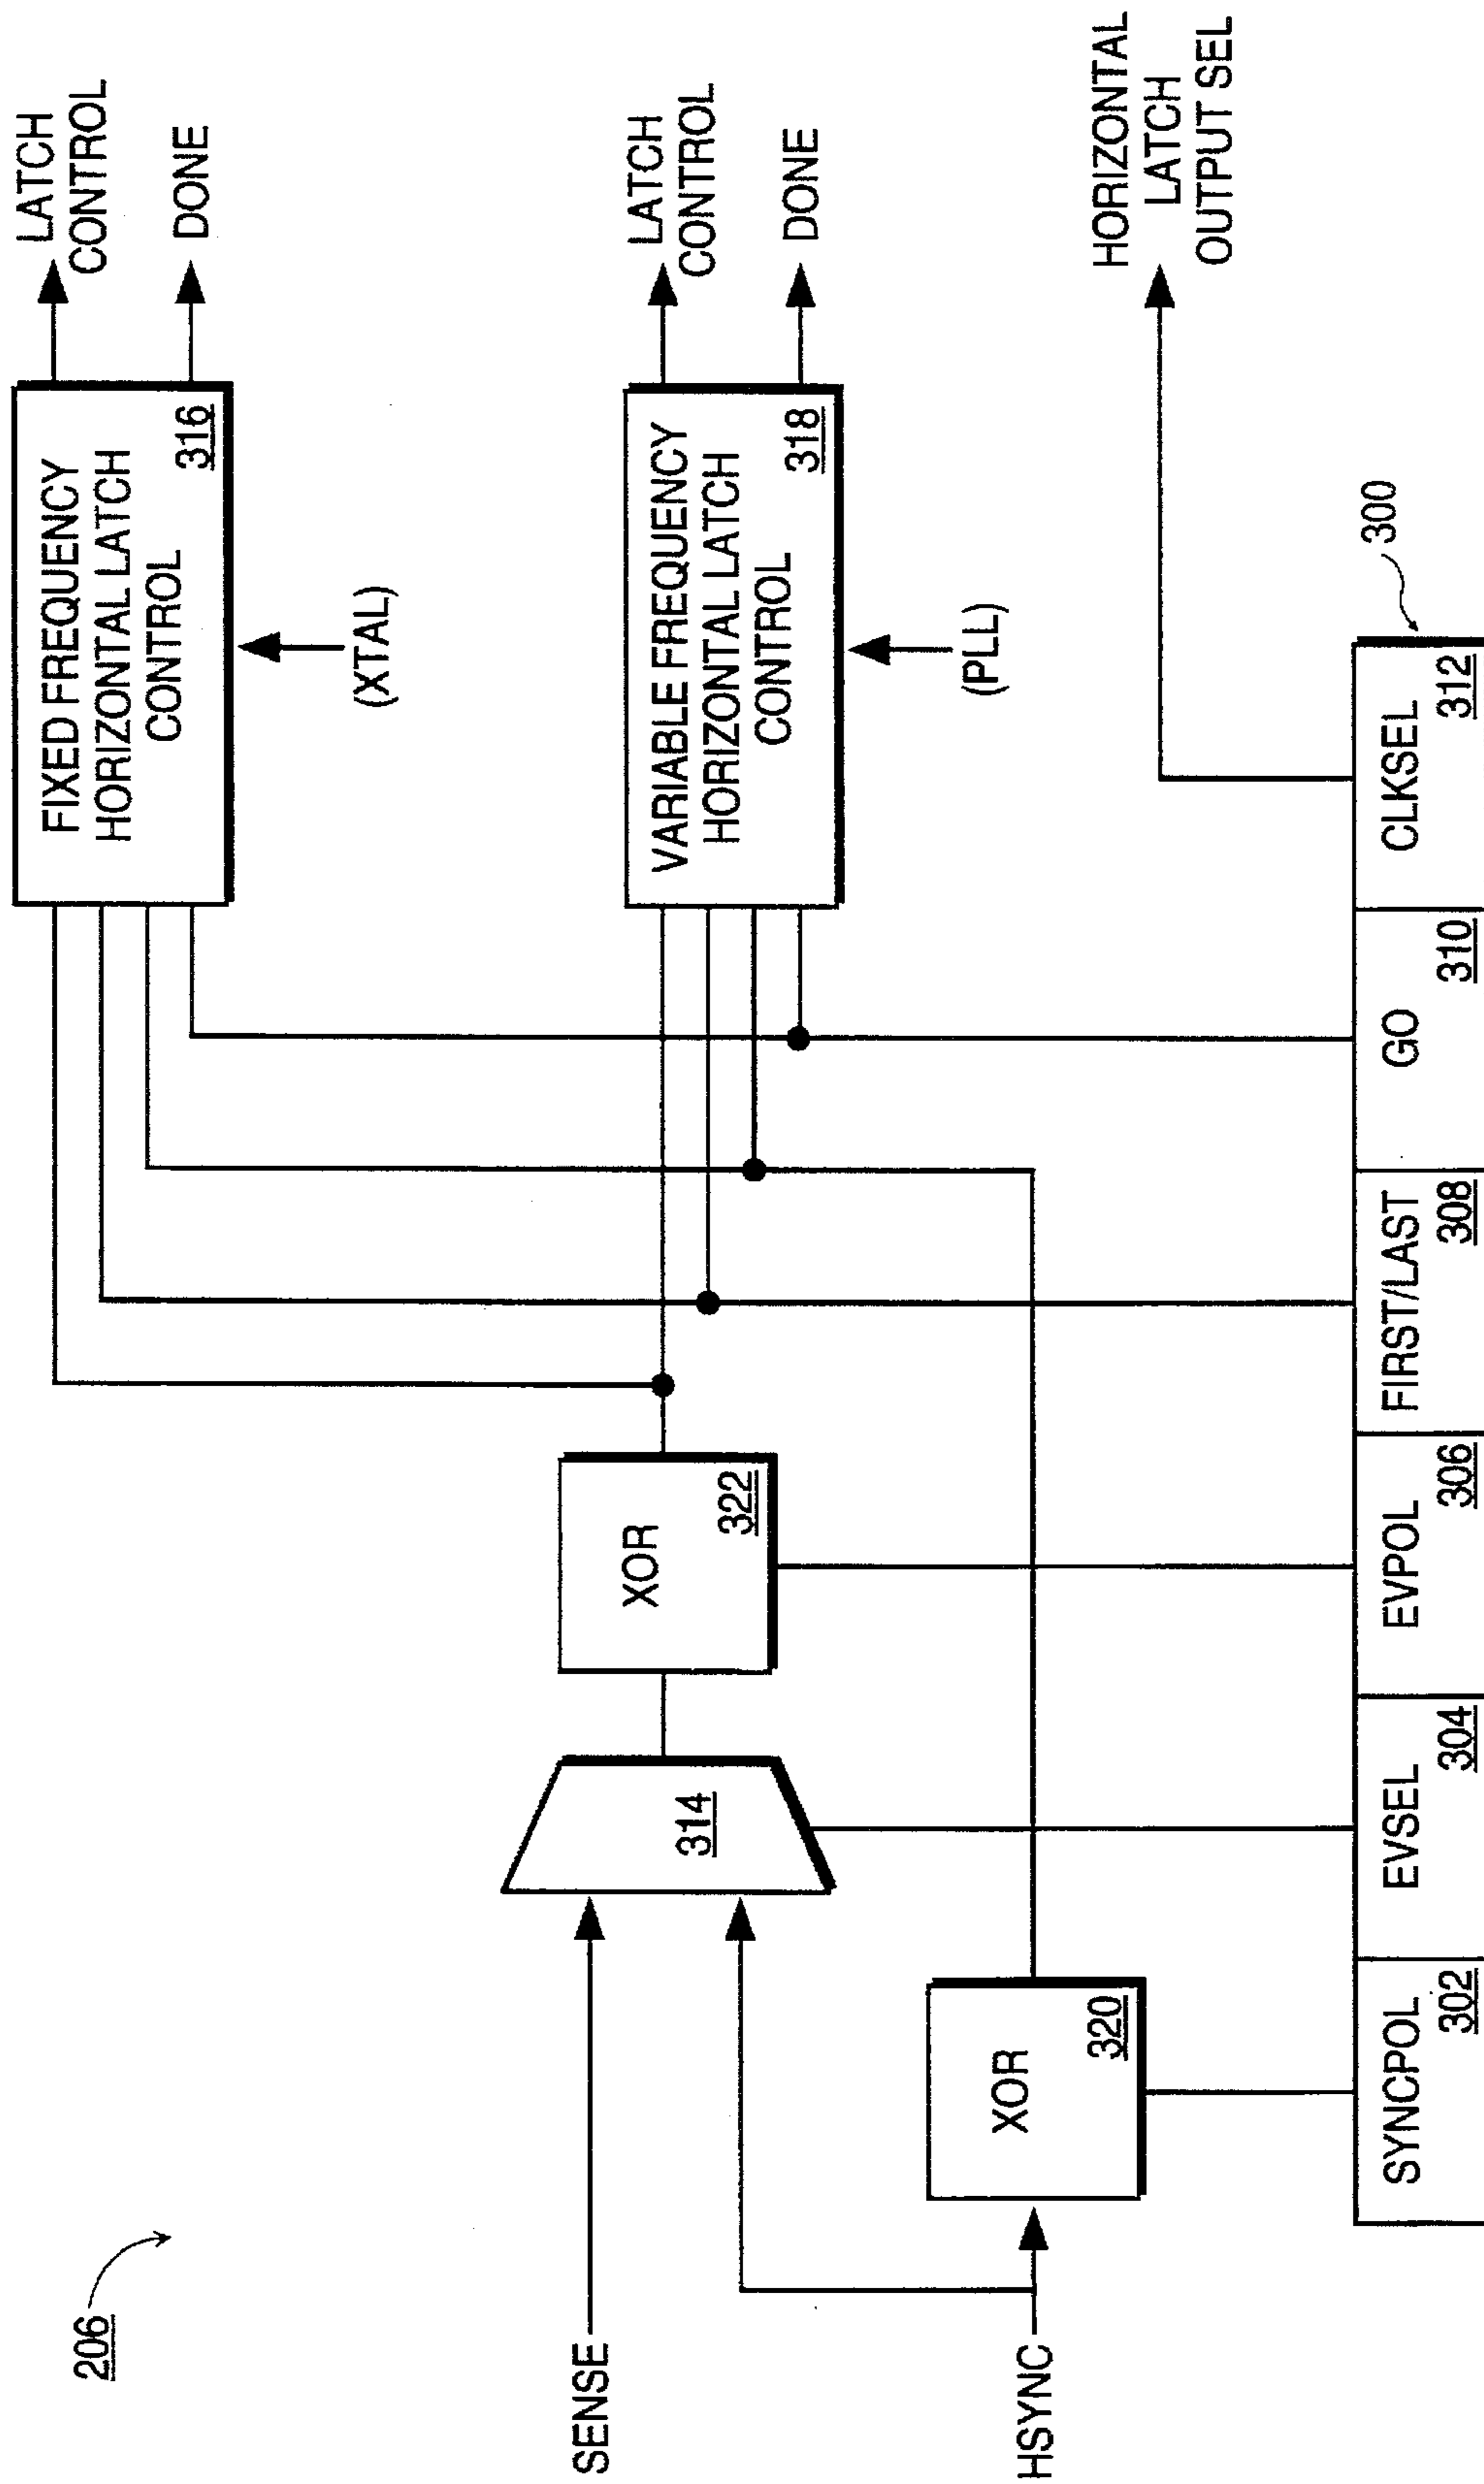 206
SENSE
HSYNC
314
XOR
322
XOR
320
FIXED FREQUENCY
HORIZONTAL LATCH
CONTROL
316
(XTAL)
LATCH
CONTROL
DONE
VARIABLE FREQUENCY
HORIZONTAL LATCH
CONTROL
318
(PLL)
LATCH
CONTROL
DONE
HORIZONTAL
LATCH
OUTPUT SEL
300
SYNCPOL
302
EVSEL
304
EVPOL
306
FIRST/LAST
308
GO
310
CLKSEL
312